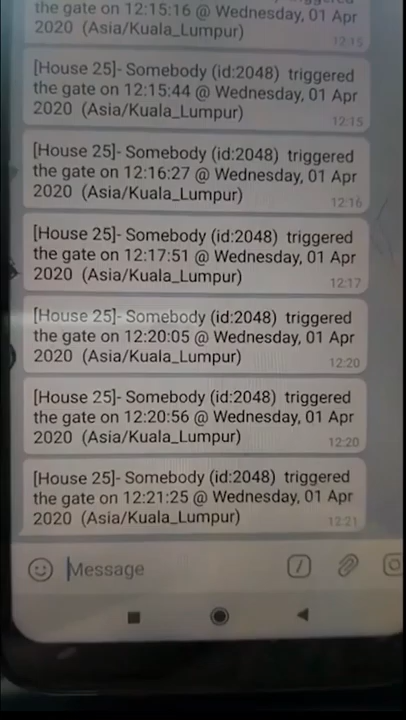 the gate on 12:15:16 @ Wednesday, 01 Apr
2020 (Asia/Kuala_Lumpur)
12:15
[House 25]- Somebody (id:2048) triggered
the gate on 12:15:44 @ Wednesday, 01 Apr
2020 (Asia/Kuala_Lumpur)
12:15
[House 25]- Somebody (id:2048) triggered
the gate on 12:16:27 @ Wednesday, 01 Apr
2020 (Asia/Kuala_Lumpur)
12:16
[House 25]- Somebody (id:2048) triggered
the gate on 12:17:51 @ Wednesday, 01 Apr
2020 (Asia/Kuala_Lumpur)
12:17
[House 25]- Somebody (id:2048) triggered
the gate on 12:20:05 @ Wednesday, 01 Apr
2020 (Asia/Kuala_Lumpur)
12:20
[House 25]- Somebody (id:2048) triggered
the gate on 12:20:56 @ Wednesday, 01 Apr
2020 (Asia/Kuala_Lumpur)
12:20
[House 25]- Somebody (id:2048) triggered
the gate on 12:21:25 @ Wednesday, 01 Apr
2020 (Asia/Kuala_Lumpur)
12:21
Message